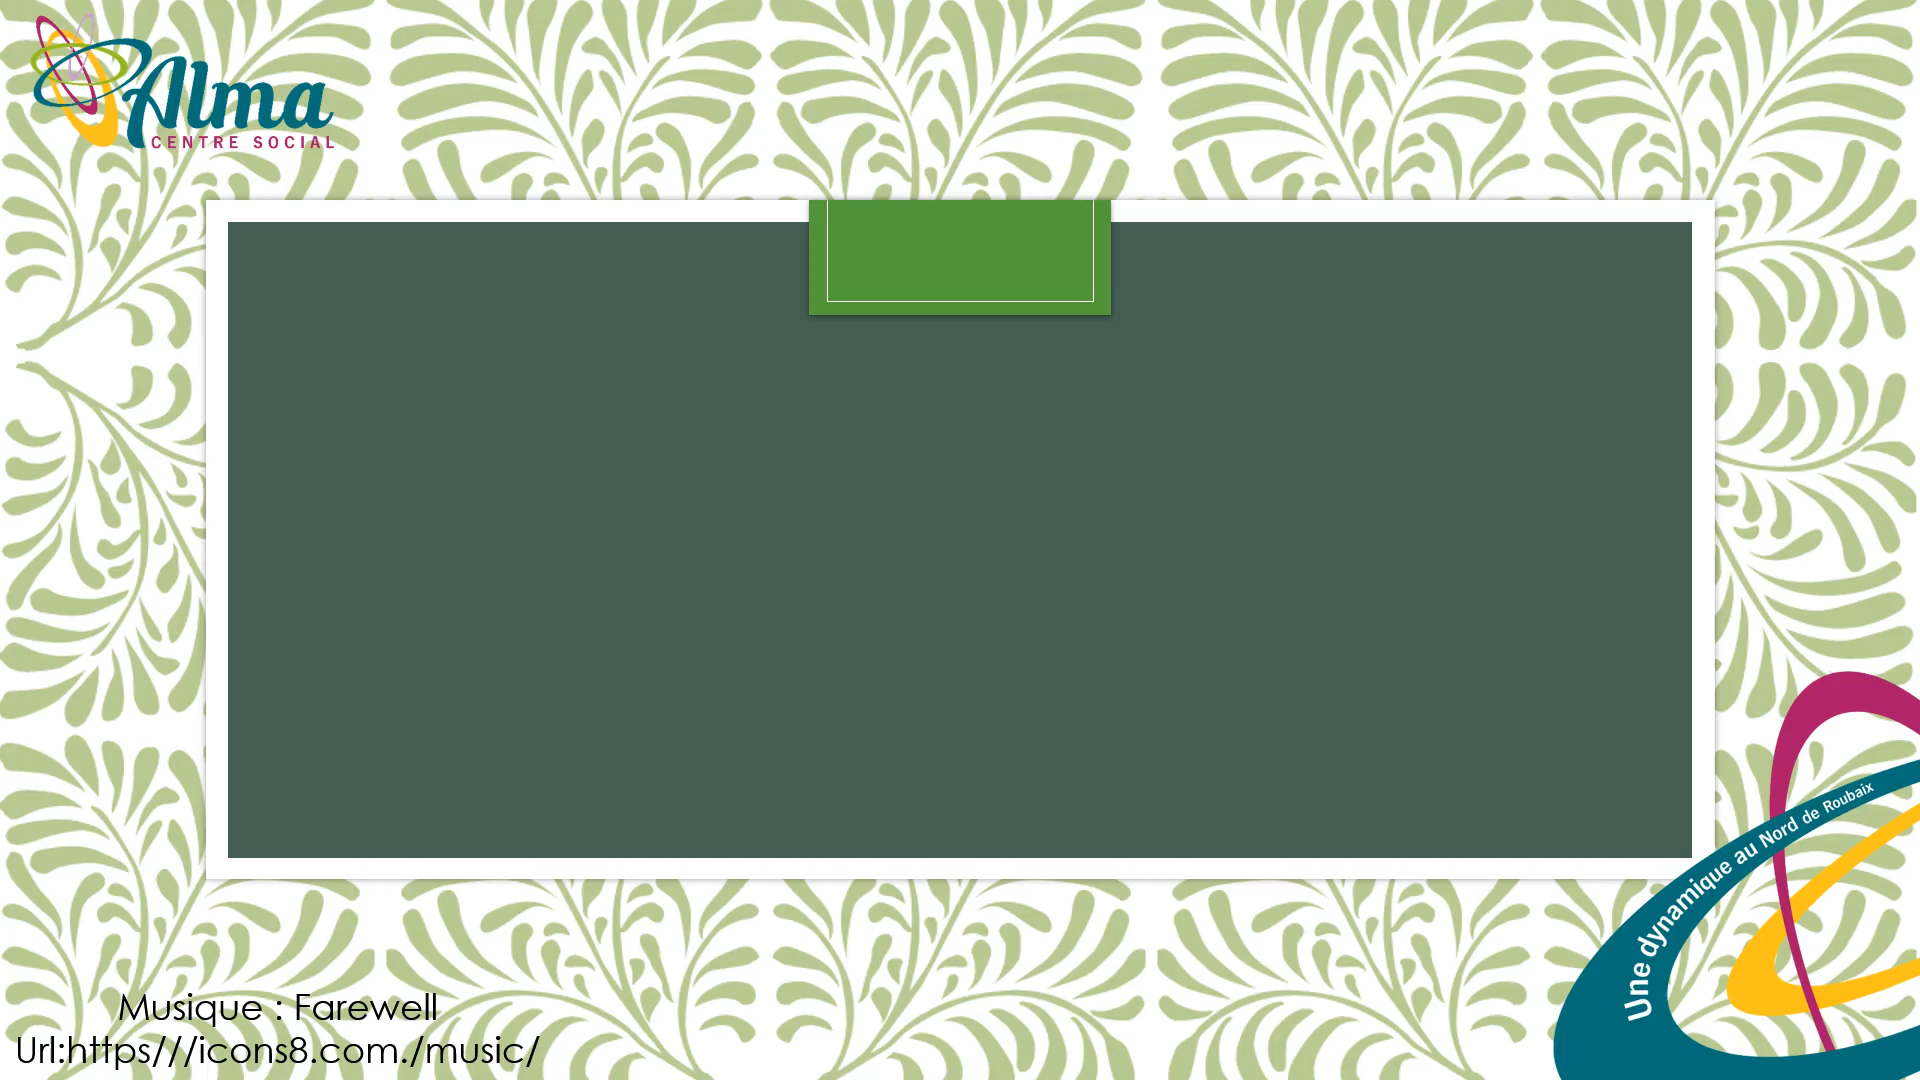 Alma
CENTRE SOCIAL
Une dynamique au Nord de Roubaix
Musique : Farewell
Url:https///icons8.com./music/